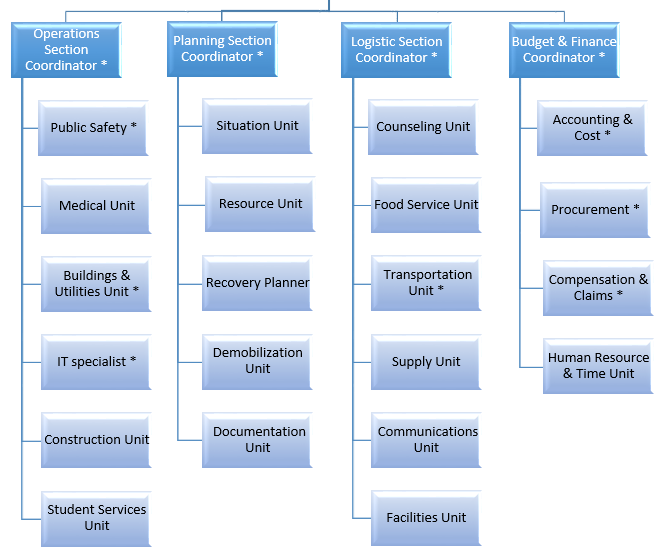 Operations
Section
Coordinator *
Public Safety *
Medical Unit
Buildings &
Utilities Unit *
IT specialist *
Construction Unit
Student Services
Unit
Planning Section
Coordinator *
Situation Unit
Resource Unit
Recovery Planner
Demobilization
Unit
Documentation
Unit
Logistic Section
Coordinator *
Counseling Unit
Food Service Unit
Transportation
Unit *
Supply Unit
Communications
Unit
Facilities Unit
Budget & Finance
Coordinator *
Accounting &
Cost *
Procurement *
Compensation &
Claims *
Human Resource
& Time Unit